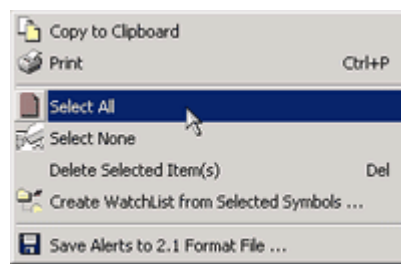 Copy to Clipboard
Print Ctrl+P
Select All
Select None
Delete Selected Item(s) Del
Create WatchList from Selected Symbols ...
Save Alerts to 2.1 Format File ...